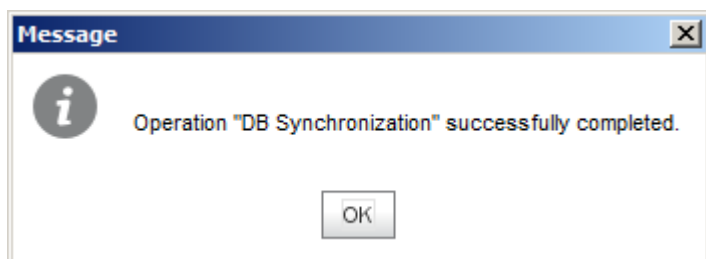 Message
Operation "DB Synchronization" successfully completed.
OK